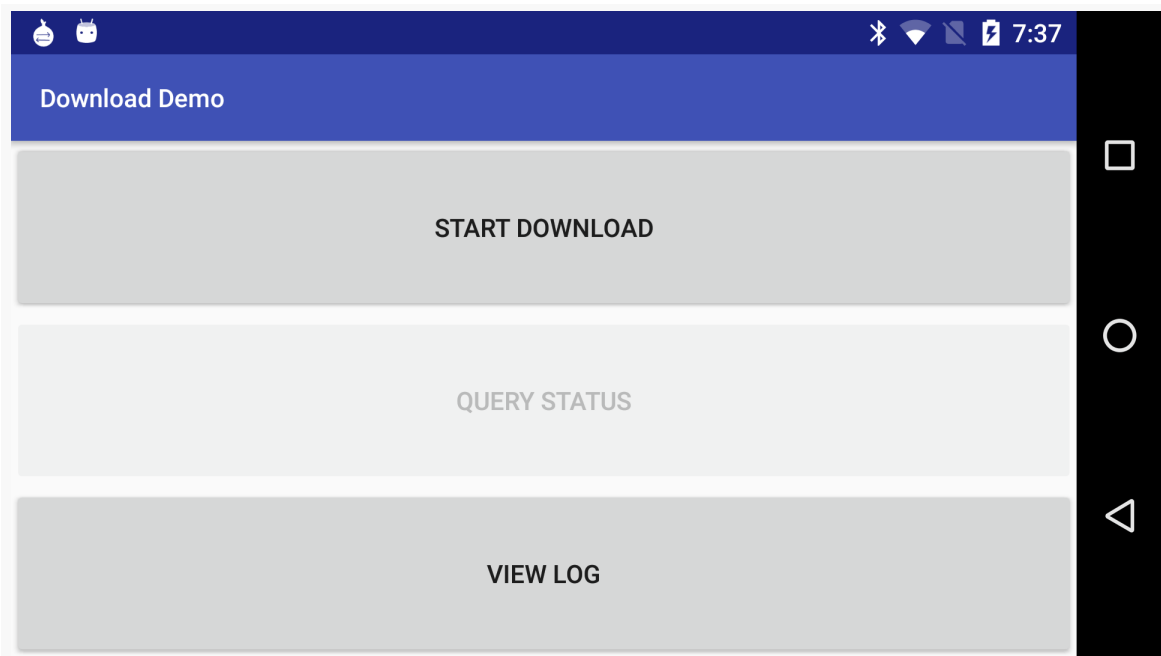 7:37
Download Demo
START DOWNLOAD
QUERY STATUS
VIEW LOG